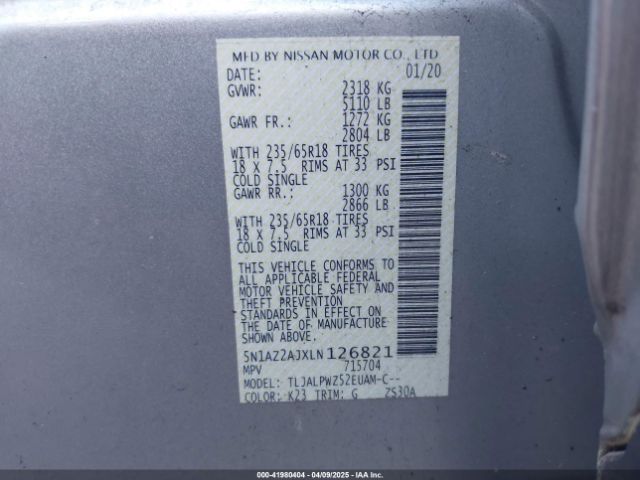 MFD BY NISSAN MOTOR CO., LTD
DATE: 01/20
GVWR: 2318 KG
5110 LB
GAWR FR.: 1272 KG
2804 LB
WITH 235/65R18 TIRES
18 X 7.5 RIMS AT 33 PSI
COLD SINGLE
GAWR RR.: 1300 KG
2866 LB
WITH 235/65R18 TIRES
18 X 7.5 RIMS AT 33 PSI
COLD SINGLE
THIS VEHICLE CONFORMS TO
ALL APPLICABLE FEDERAL
MOTOR VEHICLE SAFETY AND
THEFT PREVENTION
STANDARDS IN EFFECT ON
THE DATE OF MANUFACTURE
SHOWN ABOVE.
5N1AZ2AJXLN126821
MPV 715704
MODEL: TLJALPWZ52EUAM-C--
COLOR: K23 TRIM: G ZS30A
000-41980404 - 04/09/2025 - IAA Inc.